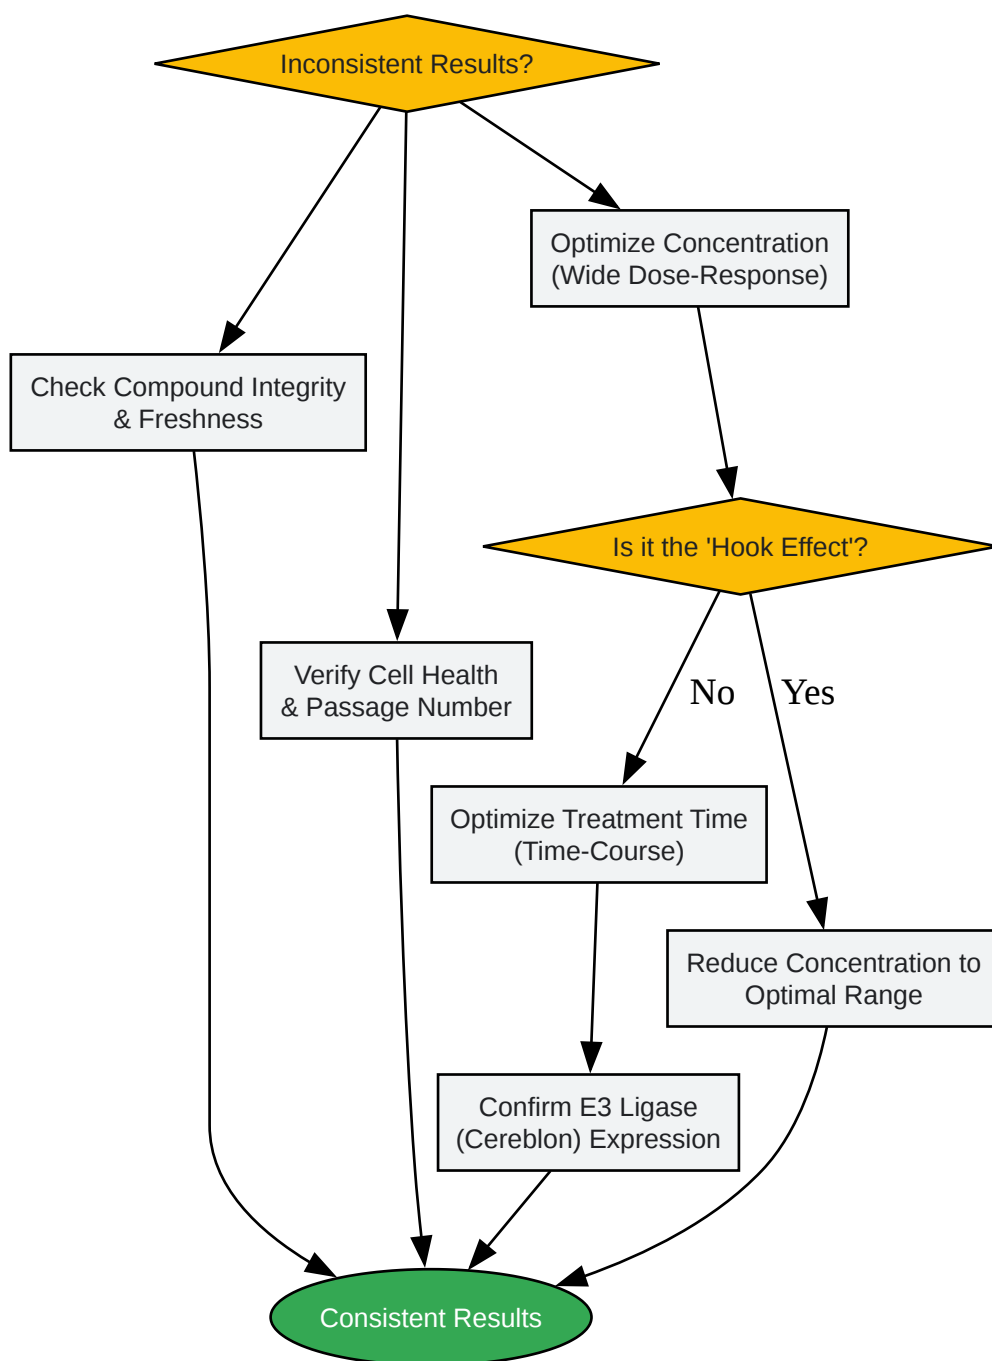 Inconsistent Results?
Optimize Concentration
(Wide Dose-Response)
Check Compound Integrity
& Freshness
Is it the 'Hook Effect'?
Verify Cell Health
& Passage Number
No
Yes
Optimize Treatment Time
(Time-Course)
Reduce Concentration to
Optimal Range
Confirm E3 Ligase
(Cereblon) Expression
Consistent Results